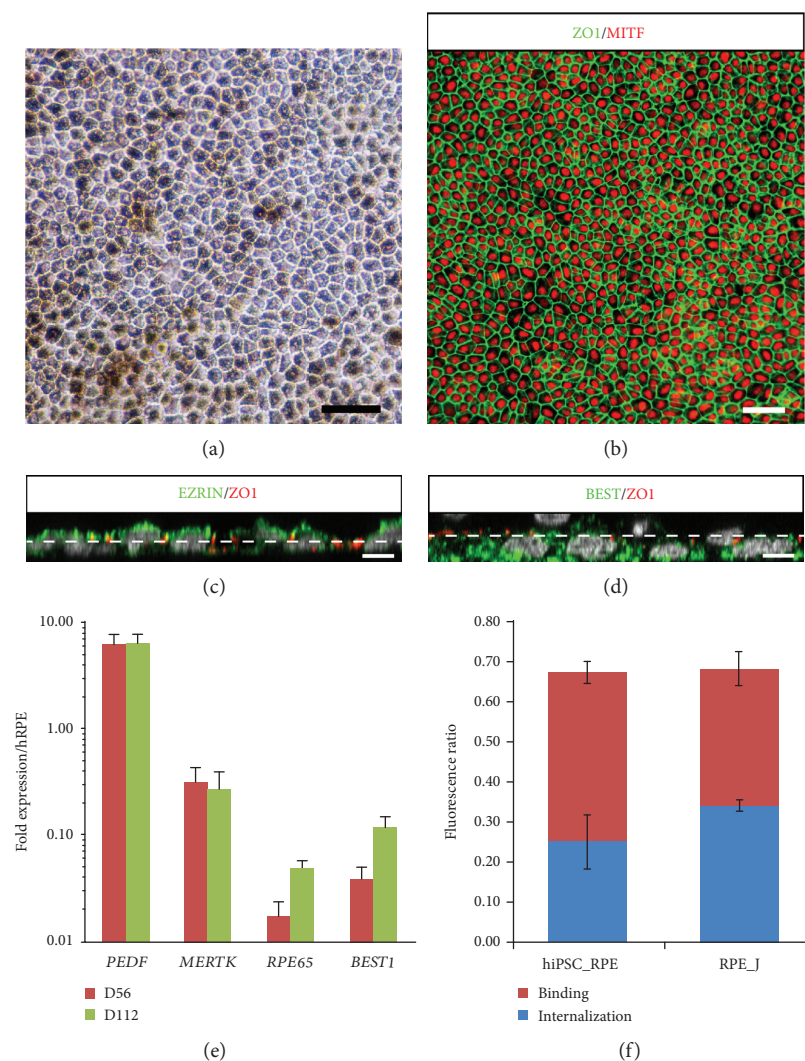 ZO1/MITF
(a)
(b)
EZRIN/ZO1
BEST/ZO1
(c)
(d)
Fold expression/hRPE
10.00
1.00
0.10
0.01
PEDF
MERTK
RPE65
BEST1
D56
D112
(e)
Fluorescence ratio
0.80
0.70
0.60
0.50
0.40
0.30
0.20
0.10
0.00
hiPSC_RPE
RPE_J
Binding
Internalization
(f)